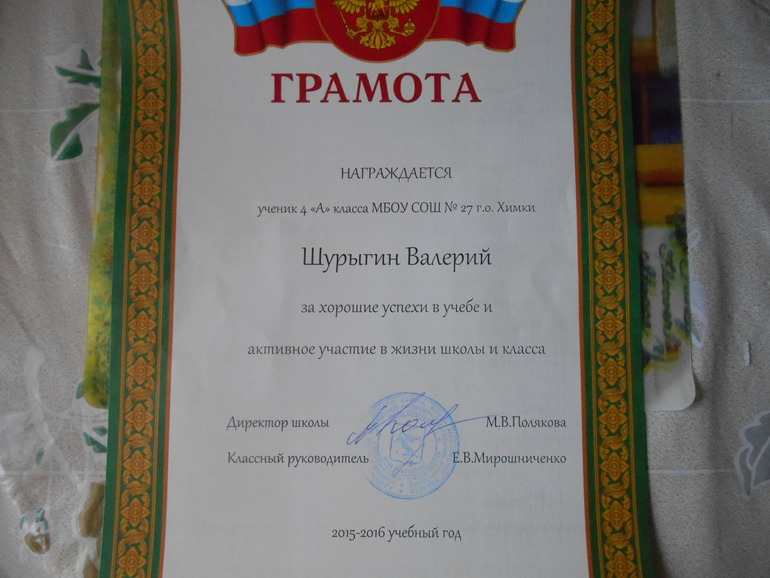 ГРАМОТА
НАГРАЖДАЕТСЯ
ученик 4 «А» класса МБОУ СОШ № 27 г.о. Химки
Шурыгин Валерий
за хорошие успехи в учебе и
активное участие в жизни школы и класса
Директор школы М.В.Полякова
Классный руководитель Е.В.Мирошниченко
2015-2016 учебный год